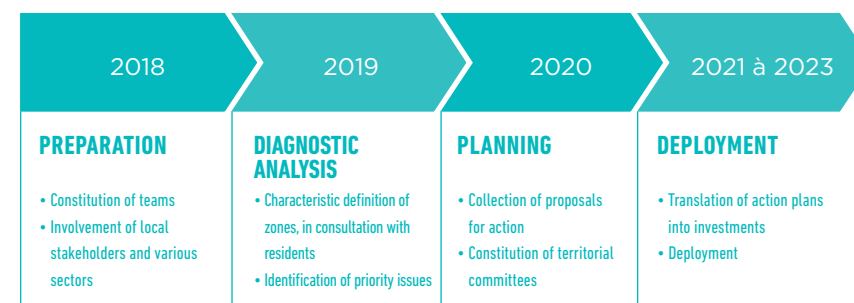 2018
2019
2020
2021 à 2023
PREPARATION
• Constitution of teams
• Involvement of local
stakeholders and various
sectors
DIAGNOSTIC
ANALYSIS
• Characteristic definition of
zones, in consultation with
residents
• Identification of priority issues
PLANNING
• Collection of proposals
for action
• Constitution of territorial
committees
DEPLOYMENT
• Translation of action plans
into investments
• Deployment